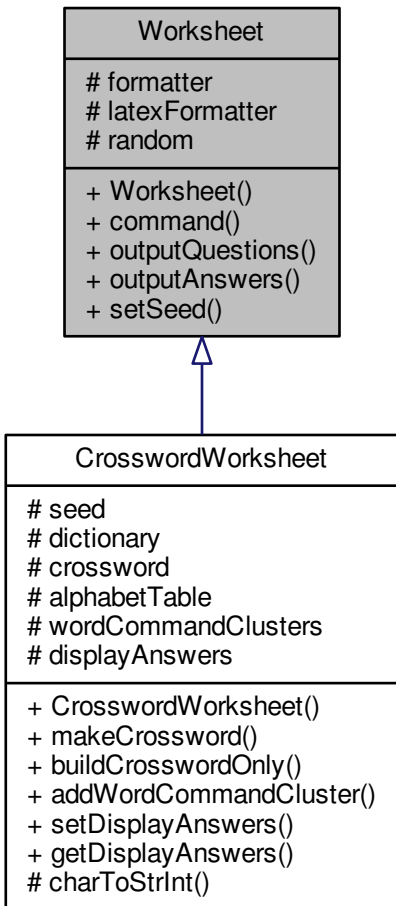 Worksheet
# formatter
# latexFormatter
# random
+ Worksheet()
+ command()
+ outputQuestions()
+ outputAnswers()
+ setSeed()
CrosswordWorksheet
# seed
# dictionary
# crossword
# alphabetTable
# wordCommandClusters
# displayAnswers
+ CrosswordWorksheet()
+ makeCrossword()
+ buildCrosswordOnly()
+ addWordCommandCluster()
+ setDisplayAnswers()
+ getDisplayAnswers()
# charToStrInt()